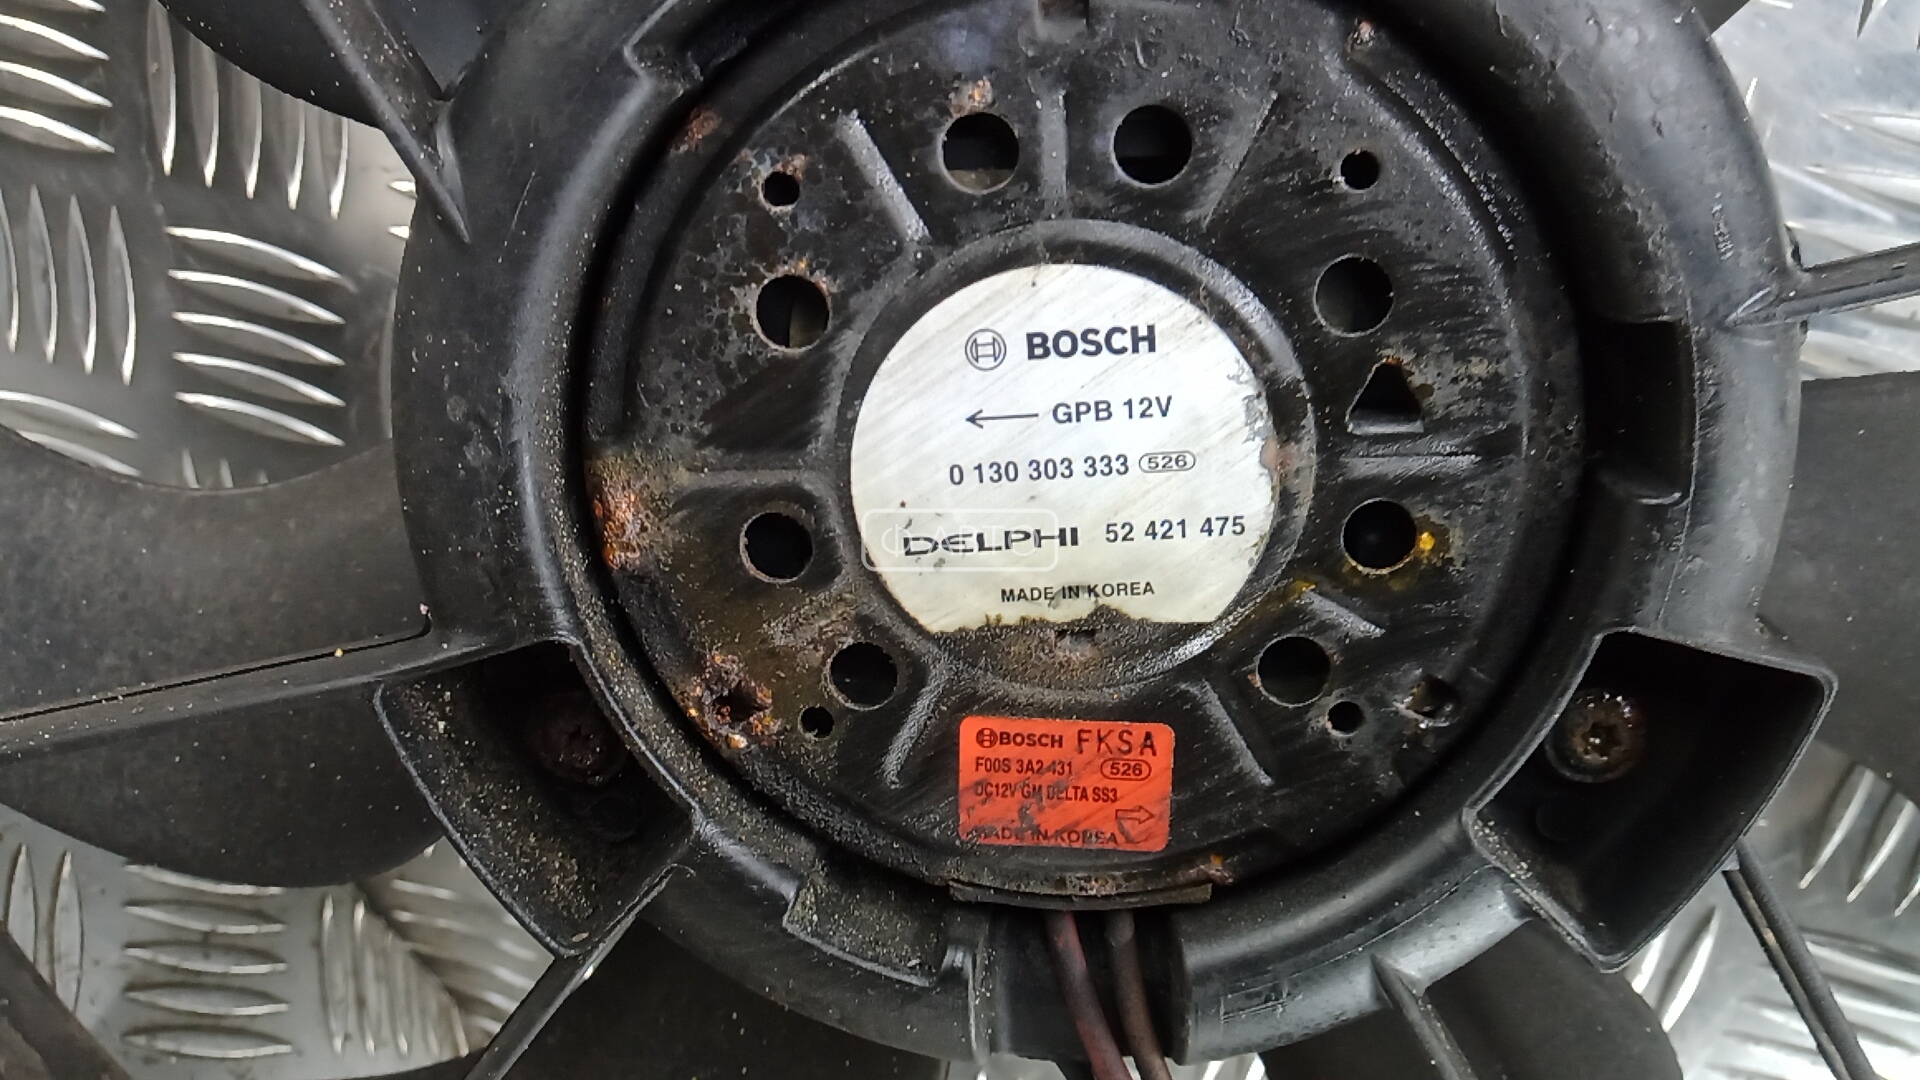 BOSCH
GPB 12V
0 130 303 333 526
DELPHI 52 421 475
MADE IN KOREA
BOSCH FKSA
F00S 3A2 431 526
DC12V GM DELTA SS3
MADE IN KOREA